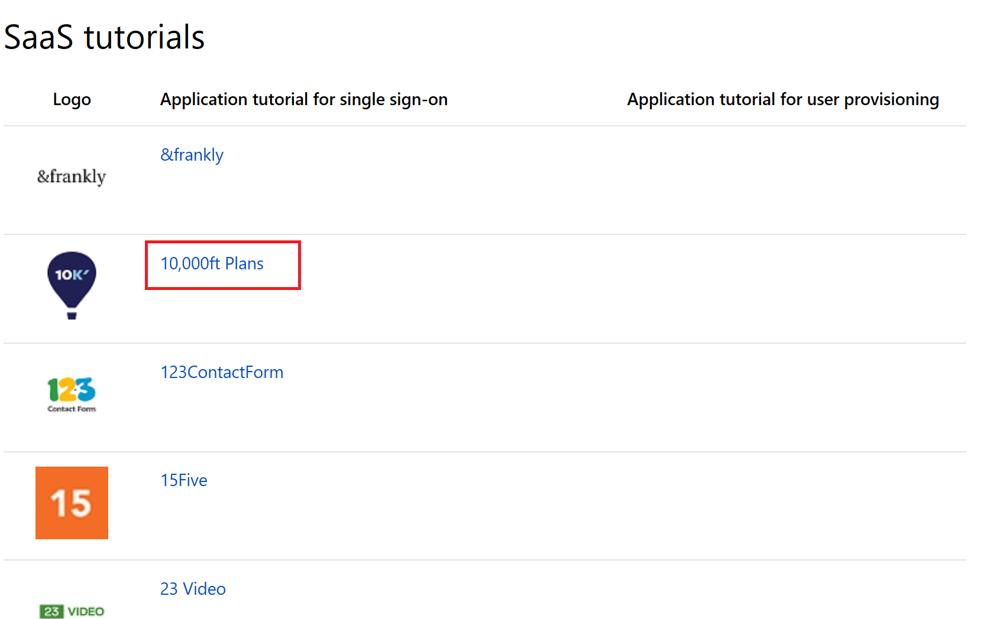 SaaS tutorials
Logo Application tutorial for single sign-on Application tutorial for user provisioning
&frankly
&frankly
10,000ft Plans
10K′
123ContactForm
123
Contact Form
15Five
15
23 Video
23 VIDEO